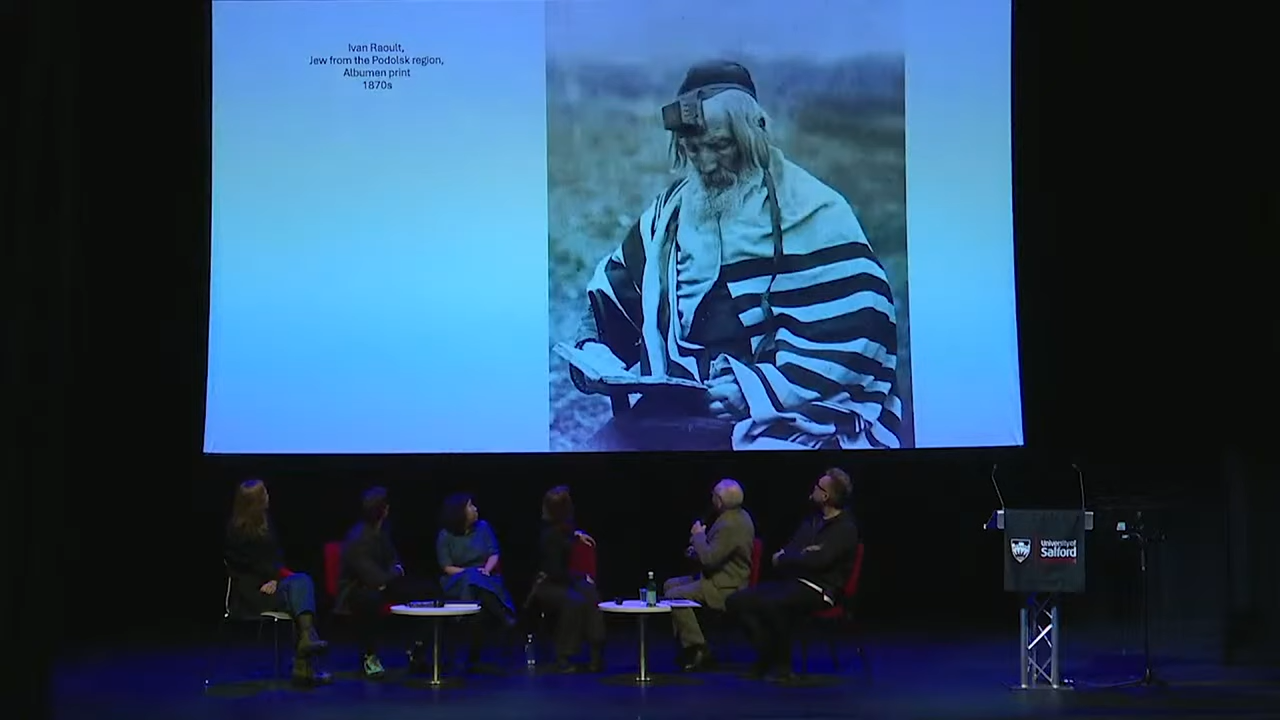 Ivan Raoult,
Jew from the Podolsk region,
Albumen print
1870s
University of
Salford